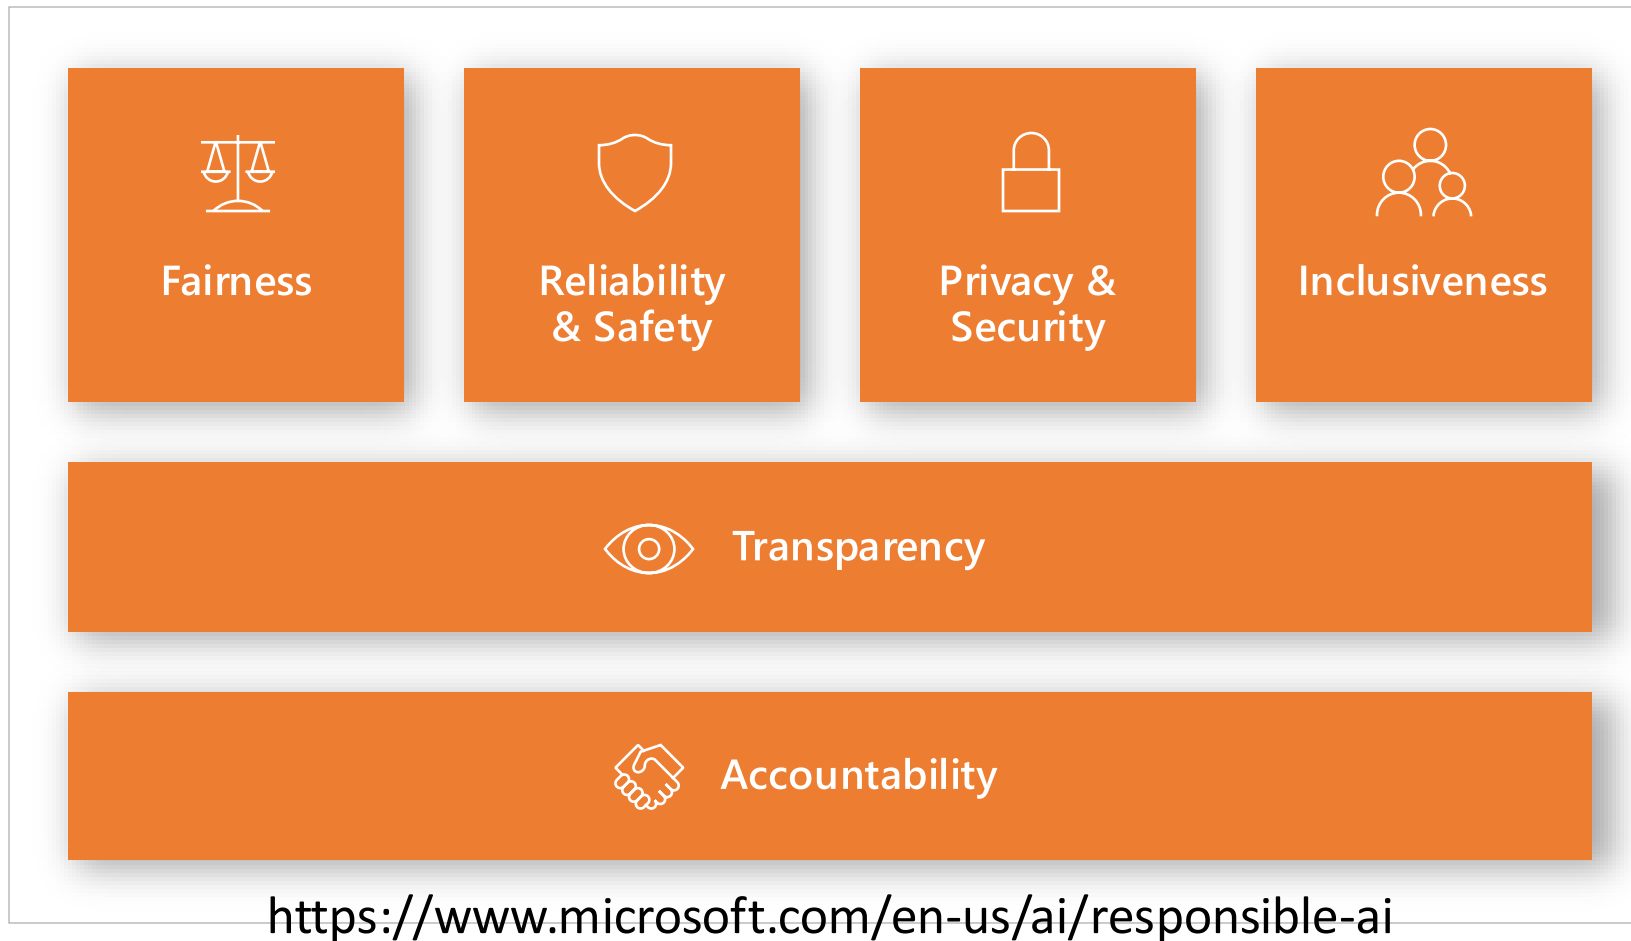 Fairness
Reliability
& Safety
Privacy &
Security
Inclusiveness
Transparency
Accountability
https://www.microsoft.com/en-us/ai/responsible-ai